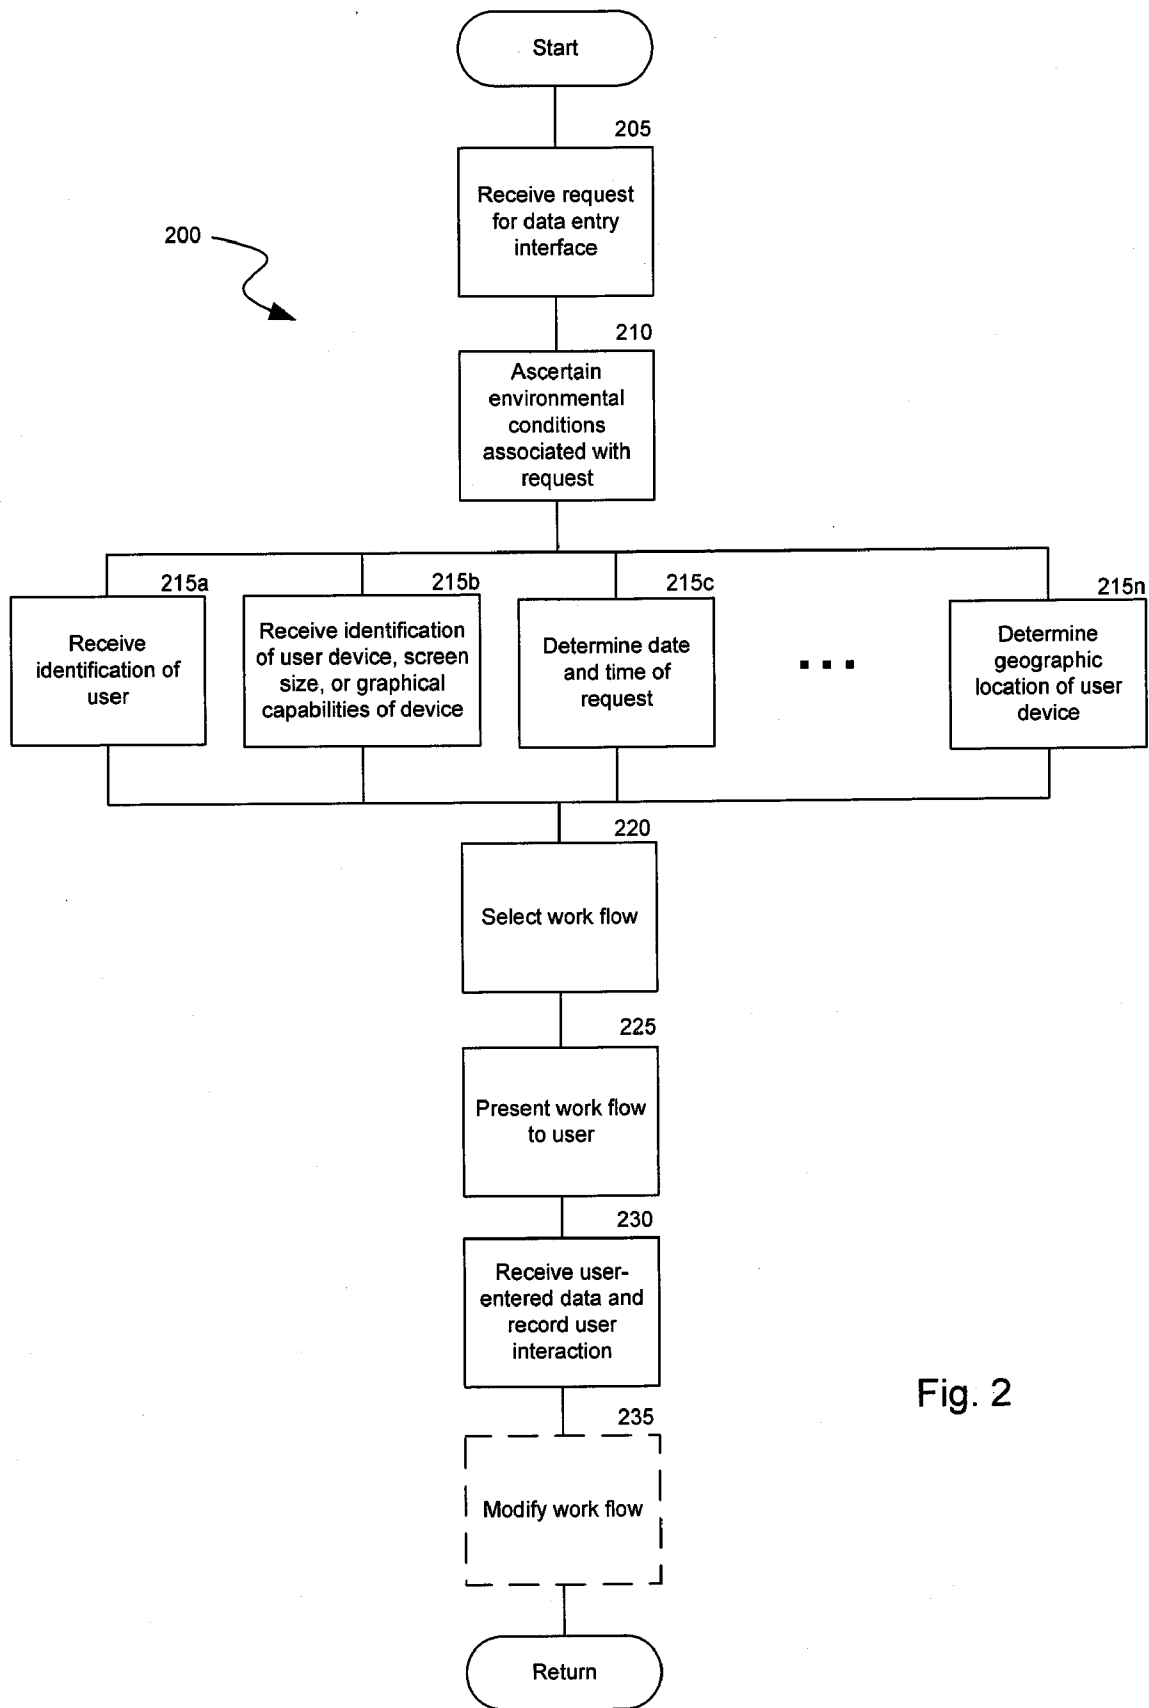 Start
205
Receive request
for data entry
interface
200
210
Ascertain
environmental
conditions
associated with
request
215a
Receive
identification of
user
215b
Receive identification
of user device, screen
size, or graphical
capabilities of device
215c
Determine date
and time of
request
215n
Determine
geographic
location of user
device
220
Select work flow
225
Present work flow
to user
230
Receive user-
entered data and
record user
interaction
235
Modify work flow
Return
Fig. 2